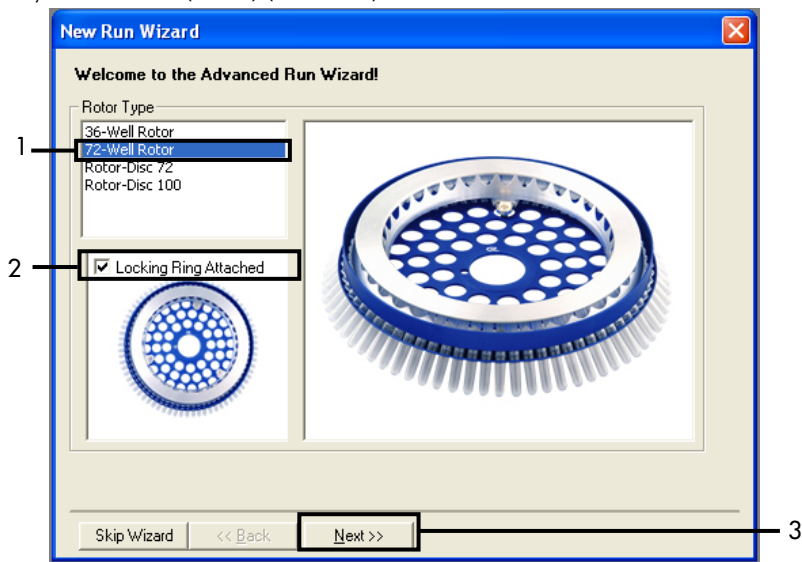 New Run Wizard
Welcome to the Advanced Run Wizard!
Rotor Type
36-Well Rotor
1
72-Well Rotor
Rotor-Disc 72
Rotor-Disc 100
2
Locking Ring Attached
Skip Wizard
<< Back
Next >>
3